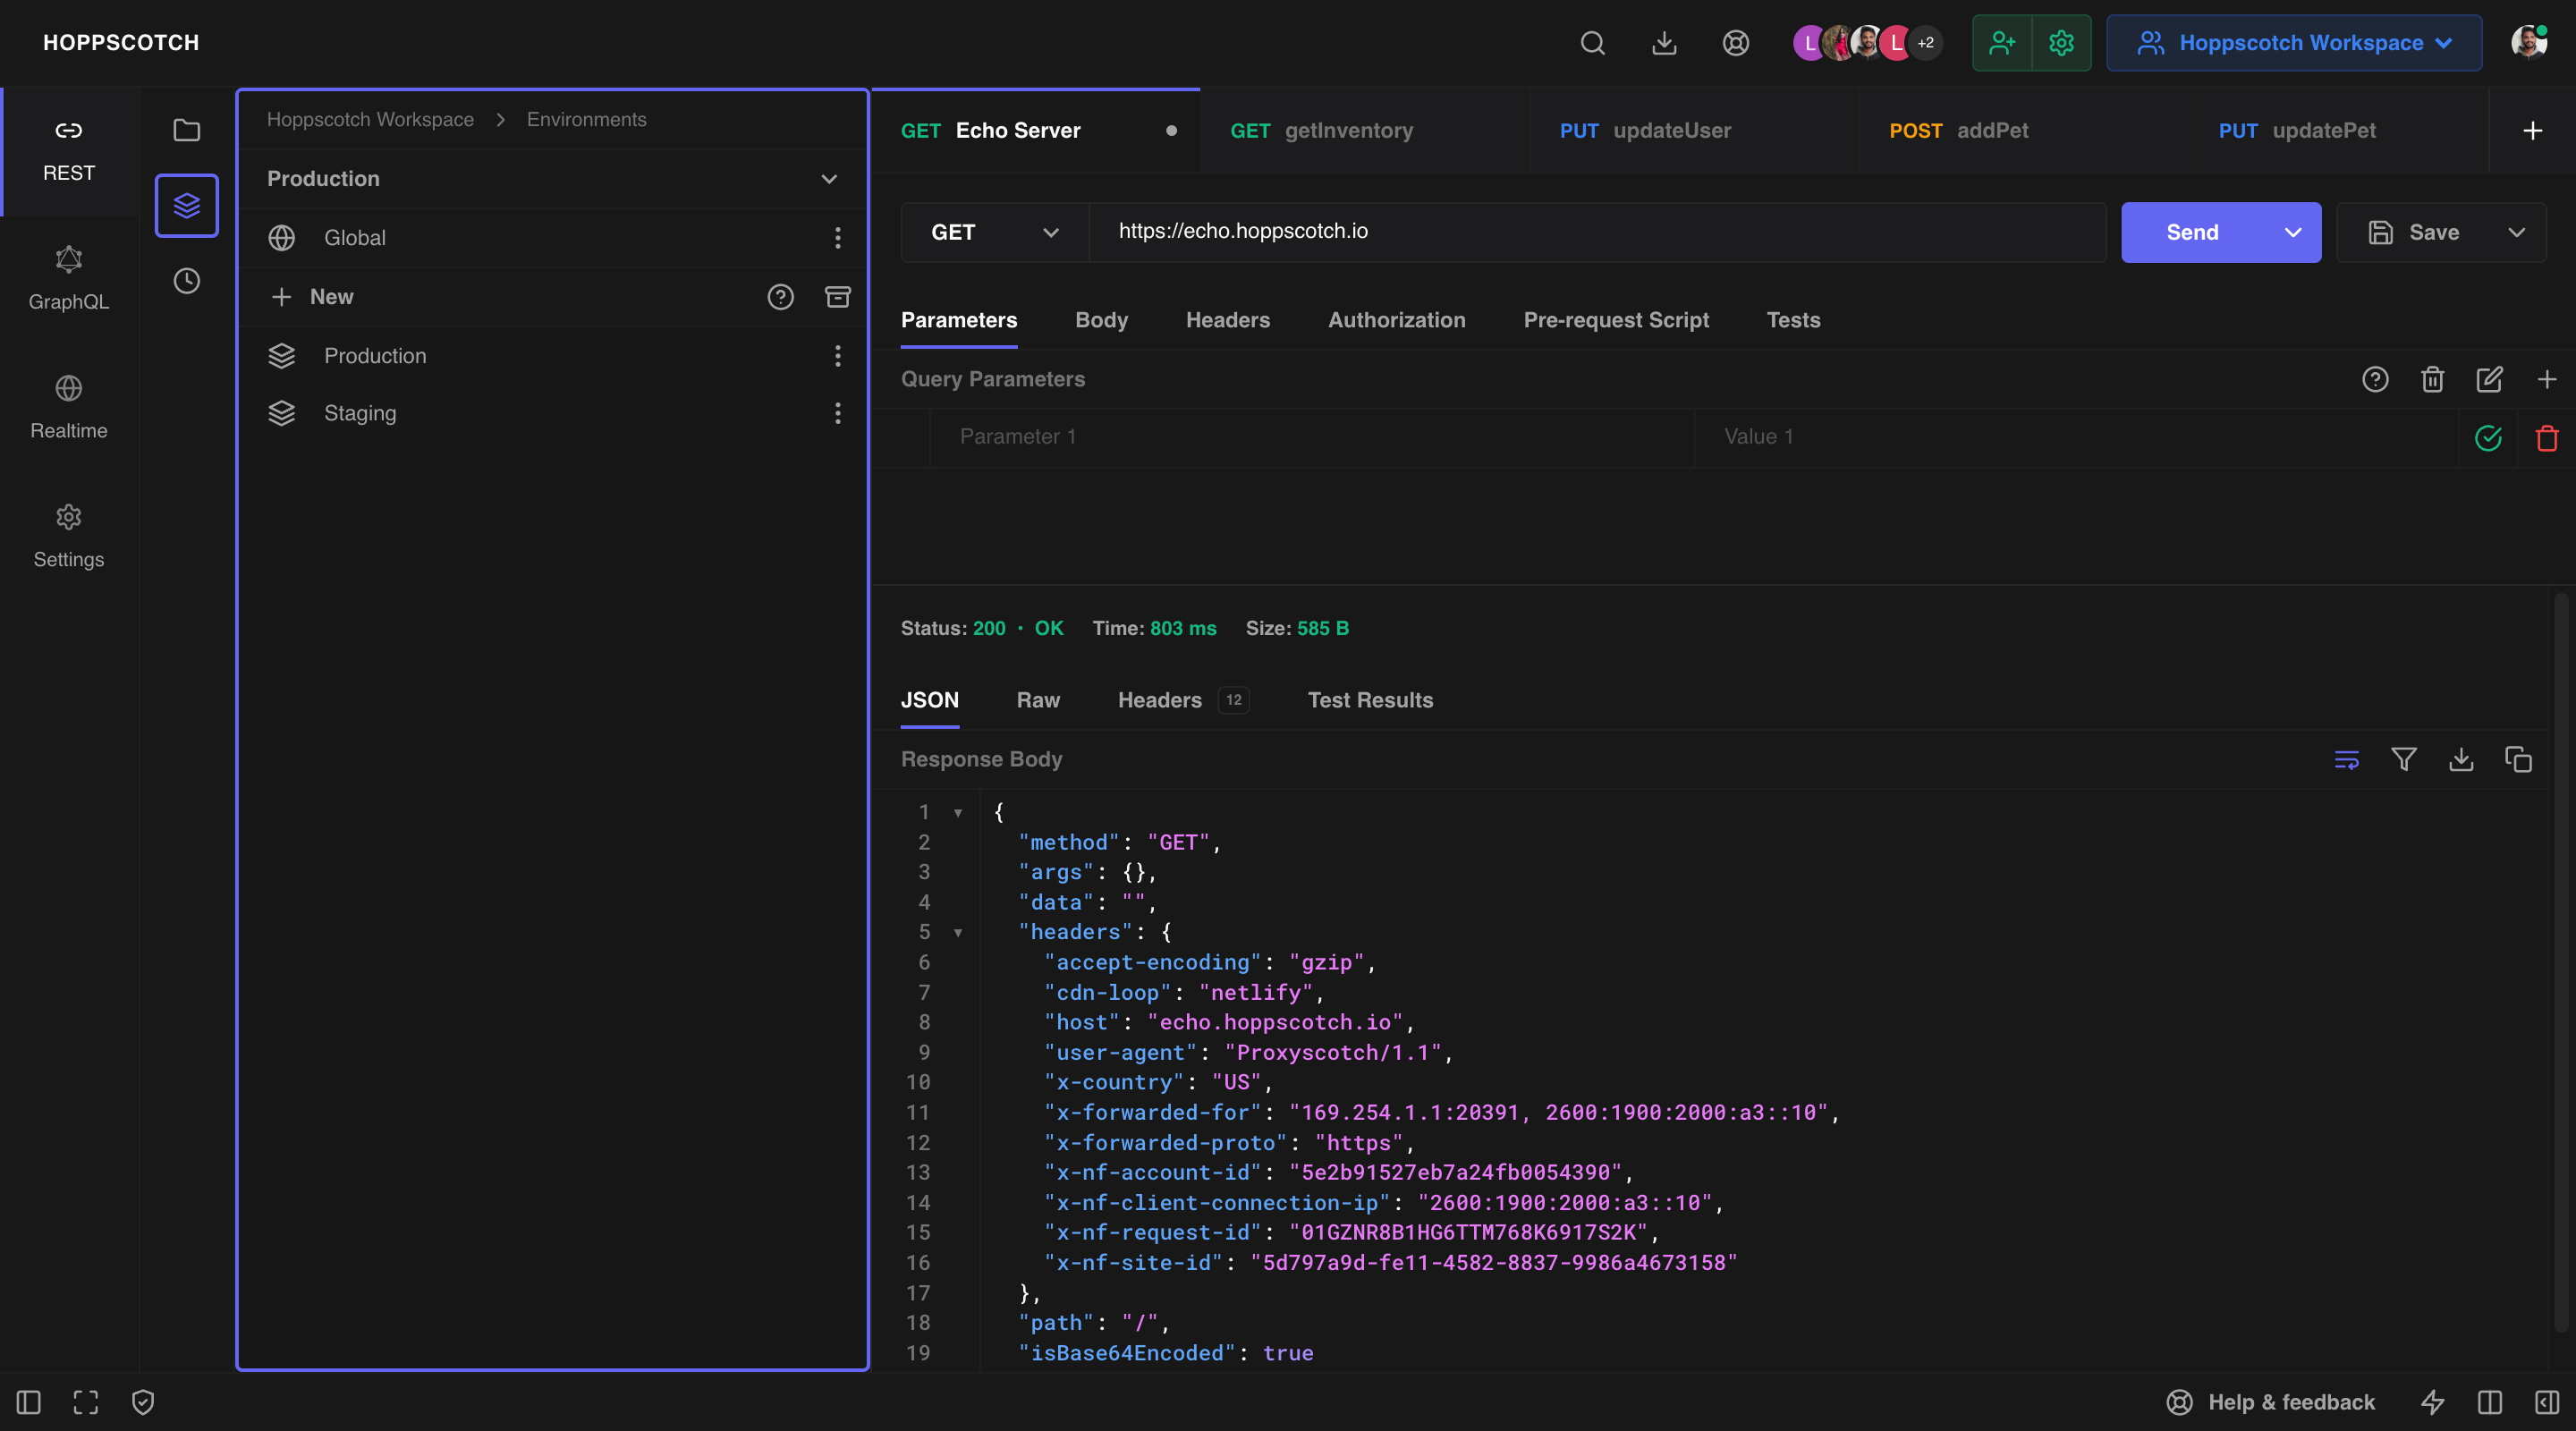 HOPPSCOTCH
L
L
+2
Hoppscotch Workspace
REST
GraphQL
Realtime
Settings
Hoppscotch Workspace > Environments
Production
Global
New
Production
Staging
GET Echo Server
GET getInventory
PUT updateUser
POST addPet
PUT updatePet
GET
https://echo.hoppscotch.io
Send
Save
Parameters
Body
Headers
Authorization
Pre-request Script
Tests
Query Parameters
Parameter 1
Value 1
Status: 200 • OK Time: 803 ms Size: 585 B
JSON
Raw
Headers 12
Test Results
Response Body
1 {
2 "method": "GET",
3 "args": {},
4 "data": "",
5 "headers": {
6 "accept-encoding": "gzip",
7 "cdn-loop": "netlify",
8 "host": "echo.hoppscotch.io",
9 "user-agent": "Proxyscotch/1.1",
10 "x-country": "US",
11 "x-forwarded-for": "169.254.1.1:20391, 2600:1900:2000:a3::10",
12 "x-forwarded-proto": "https",
13 "x-nf-account-id": "5e2b91527eb7a24fb0054390",
14 "x-nf-client-connection-ip": "2600:1900:2000:a3::10",
15 "x-nf-request-id": "01GZNR8B1HG6TTM768K6917S2K",
16 "x-nf-site-id": "5d797a9d-fe11-4582-8837-9986a4673158"
17 },
18 "path": "/",
19 "isBase64Encoded": true
Help & feedback